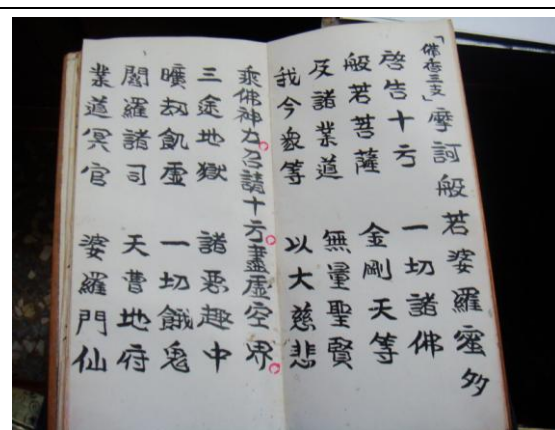 「三支」摩訶般若婆羅蜜多
啓告十方 一切諸佛
般若菩薩 金剛天等
反諸業道 無量聖賢
我今衆等 以大慈悲
乘佛神力。召請十方。盡虛空界。
三途地獄 諸惡趣中
曠劫飢虛 一切餓鬼
閻羅諸司 天曹地府
業道冥官 婆羅門仙